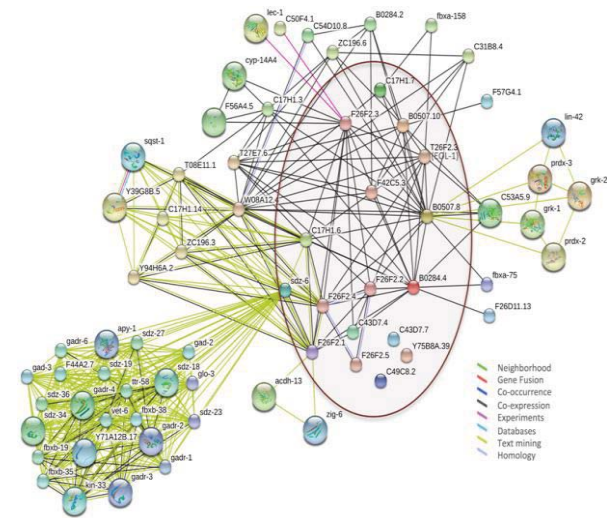 lec-1
C50F4.1
C54D10.8
B0284.2
fbxa-158
ZC196.6
C31B8.4
cyp-14A4
C17H1.7
F57G4.1
C17H1.3
F56A4.5
F26F2.3
B0507.10
lin-42
sqst-1
T27E7.6
T26F2.3
(EOL-1)
prdx-3
T08E11.1
grk-2
Y39G8B.5
F42C5.3
C53A5.9
W08A12.4
C17H1.14
B0507.8
grk-1
C17H1.6
ZC196.3
prdx-2
Y94H6A.2
sdz-6
F26F2.2
B0284.4
fbxa-75
F26F2.4
F26D11.13
C43D7.4
C43D7.7
apy-1
sdz-27
F26F2.1
Y75B8A.39
gadr-6
gad-2
F26F2.5
gad-3
F44A2.7
sdz-19
sdz-18
C49C8.2
ttr-58
glo-3
acdh-13
sdz-36
gadr-4
sdz-34
vet-6
fbxb-38
sdz-23
zig-6
gadr-2
fbxb-19
Y71A12B.17
gadr-1
fbxb-35
kin-33
gadr-3
Neighborhood
Gene Fusion
Co-occurrence
Co-expression
Experiments
Databases
Text mining
Homology